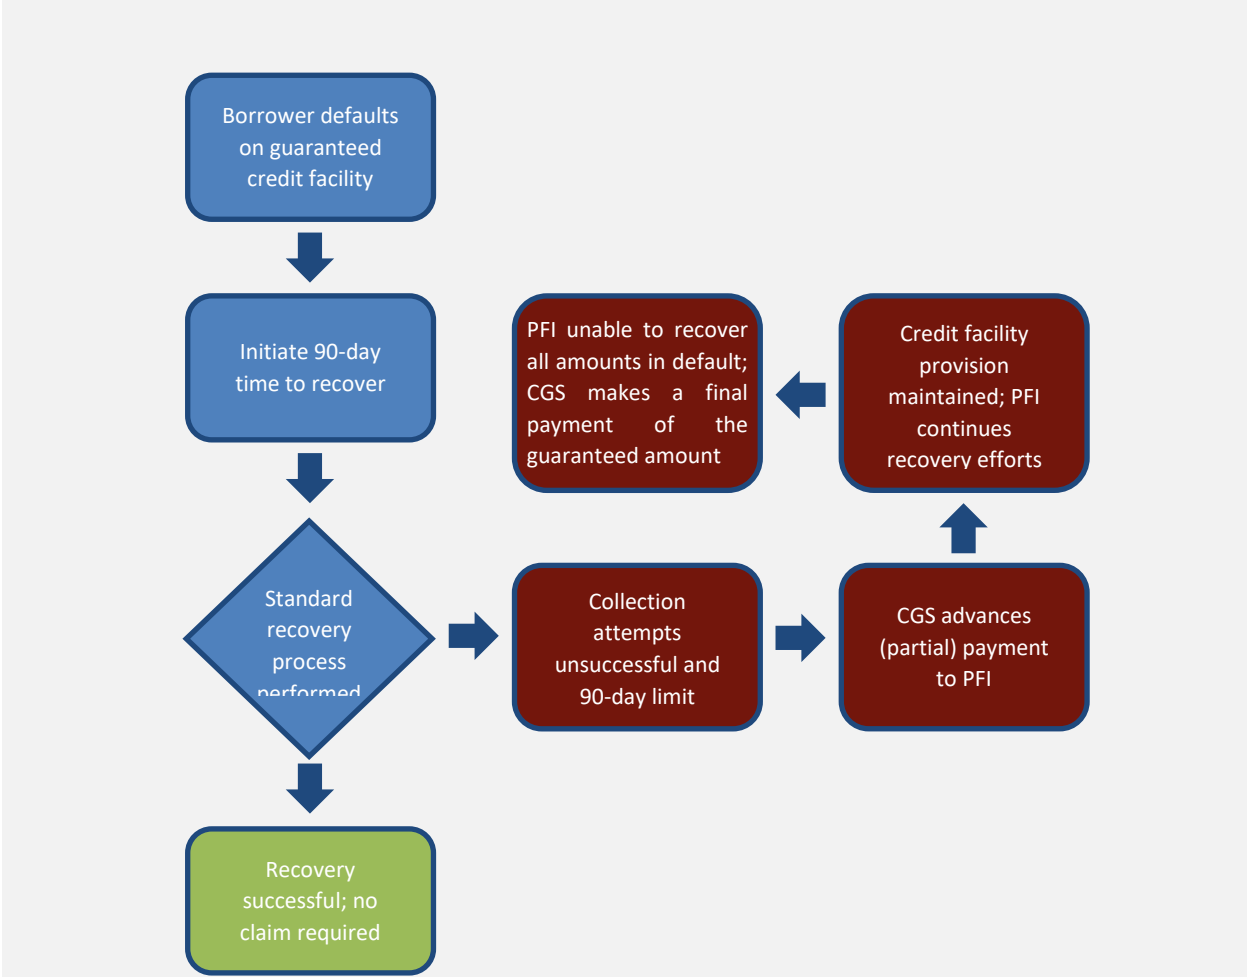 Borrower defaults
on guaranteed
credit facility
Initiate 90-day
time to recover
Standard
recovery
process
performed
Recovery
successful; no
claim required
Collection
attempts
unsuccessful and
90-day limit
CGS advances
(partial) payment
to PFI
Credit facility
provision
maintained; PFI
continues
recovery efforts
PFI unable to recover
all amounts in default;
CGS makes a final
payment of the
guaranteed amount